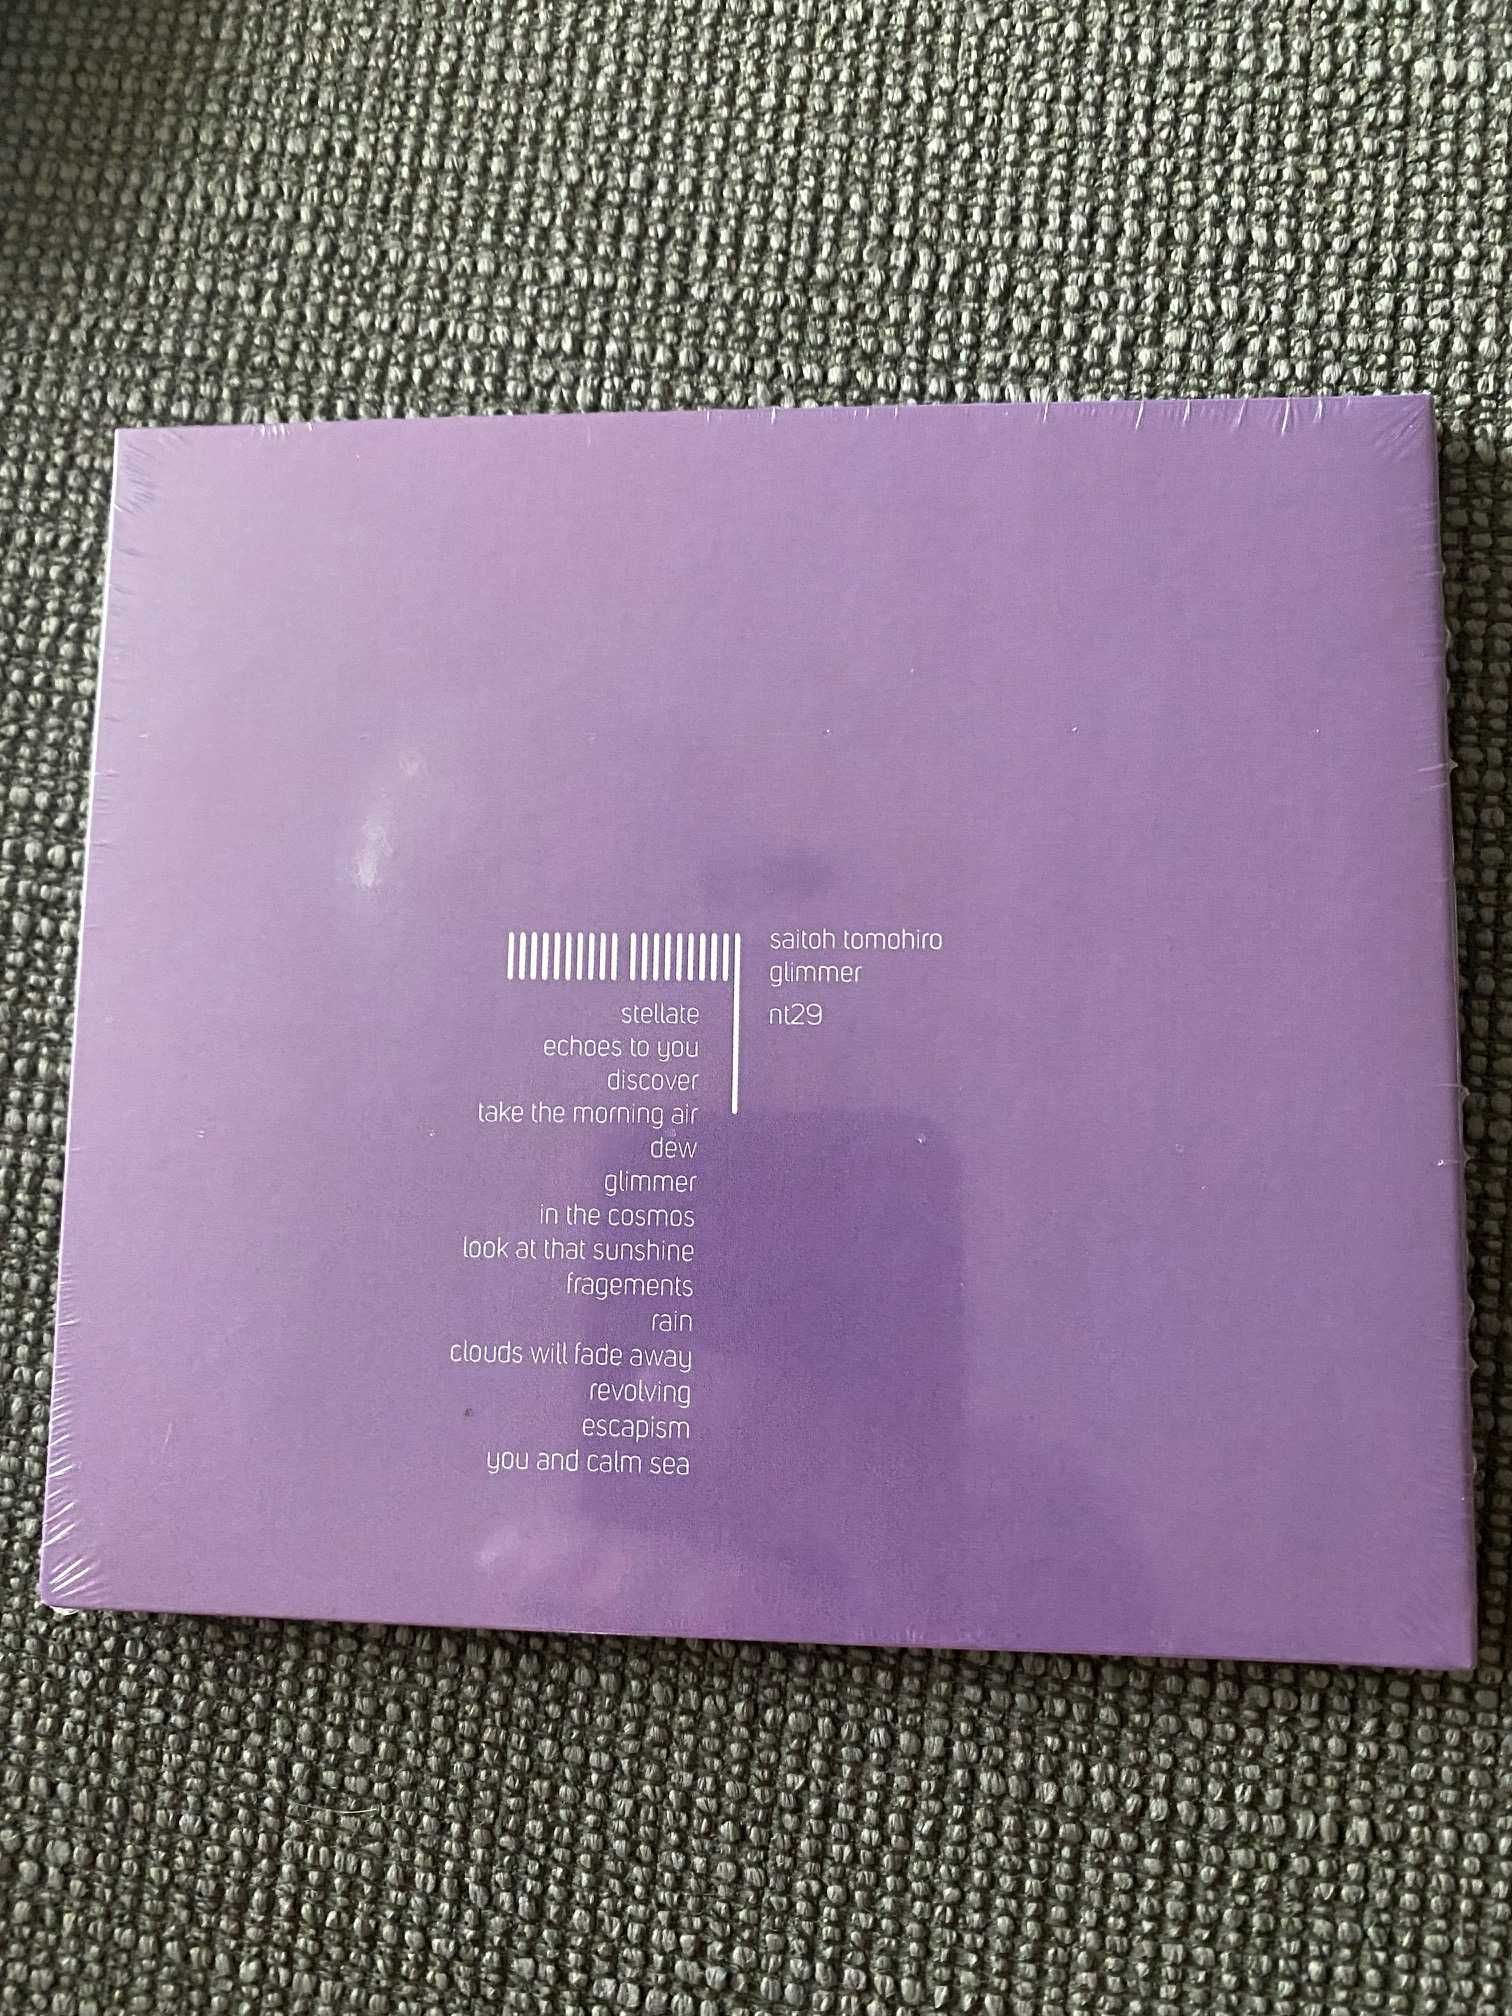 saitoh tomohiro
glimmer
nt29
stellate
echoes to you
discover
take the morning air
dew
glimmer
in the cosmos
look at that sunshine
fragements
rain
clouds will fade away
revolving
escapism
you and calm sea